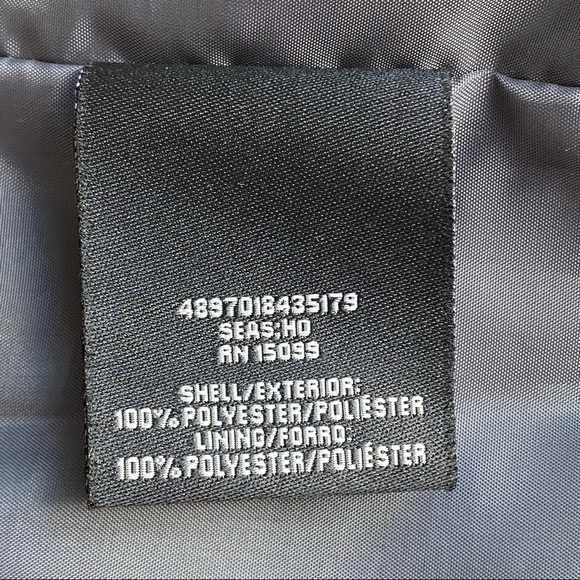 4897018435179
SEAS:HO
RN 15099
SHELL/EXTERIOR:
100% POLYESTER/POLIÉSTER
LINING/FORRO:
100% POLYESTER/POLIÉSTER